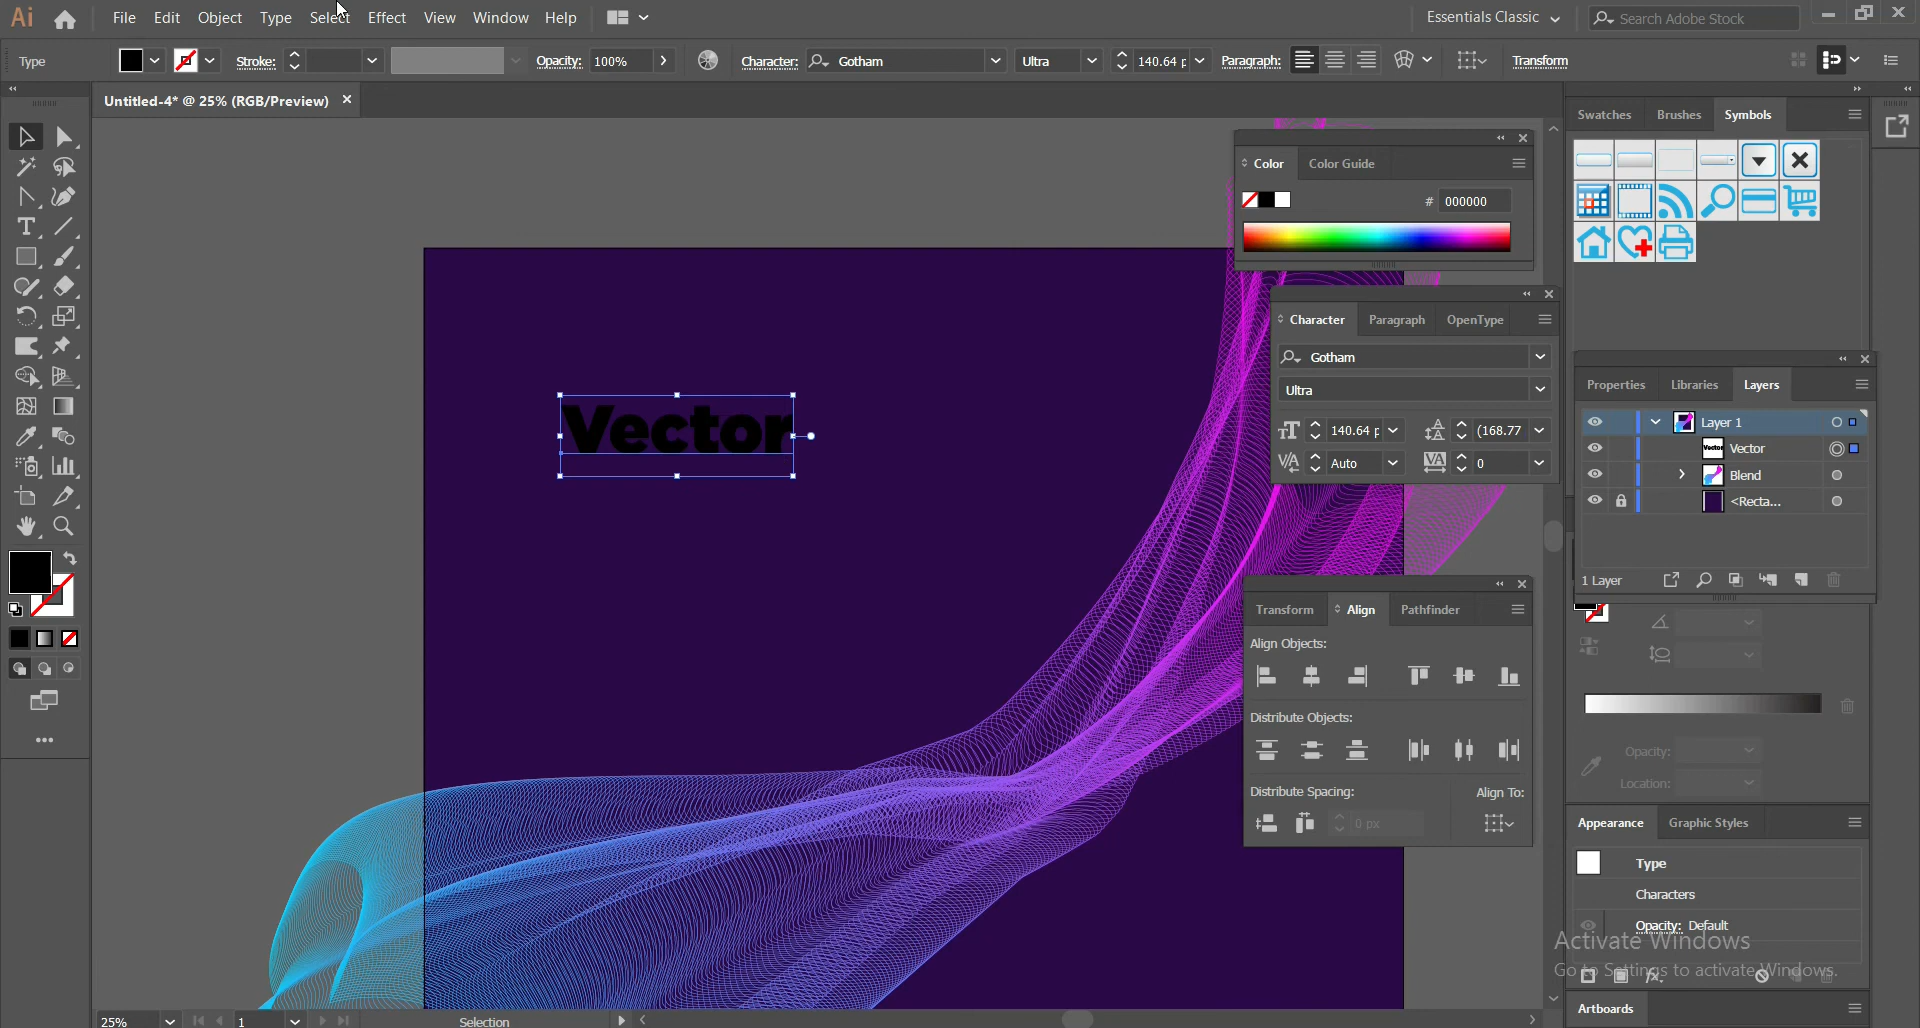 Ai File Edit Object Type Select Effect View Window Help Essentials Classic Search Adobe Stock
Type Stroke: Opacity: 100% Character: Gotham Ultra 140.64 p Paragraph: Transform
Untitled-4* @ 25% (RGB/Preview)
Swatches Brushes Symbols
Color Color Guide
# 000000
Character Paragraph OpenType
Gotham
Ultra
140.64 p (168.77
Auto 0
Vector
Properties Libraries Layers
Layer 1
Vector
Blend
<Recta...
1 Layer
Transform Align Pathfinder
Align Objects:
Distribute Objects:
Distribute Spacing: Align To:
0 px
Opacity:
Location:
Appearance Graphic Styles
Type
Characters
Opacity: Default
Activate Windows
Go to Settings to activate Windows.
Artboards
25% 1 Selection